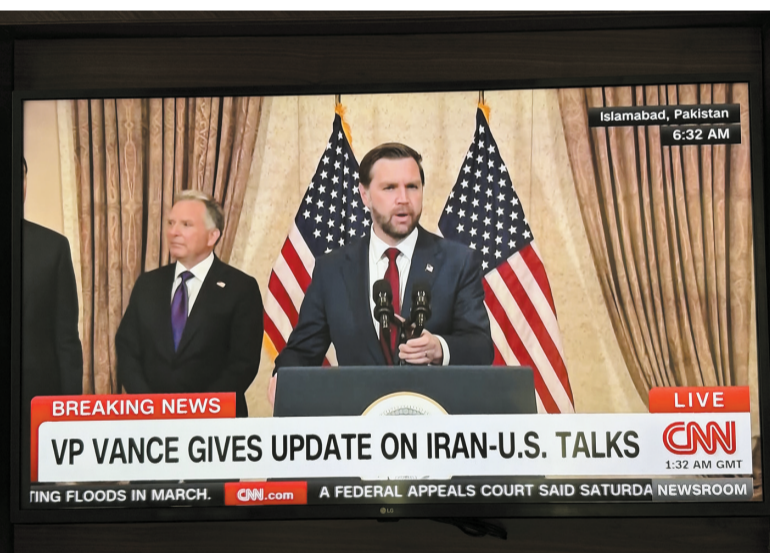 Islamabad, Pakistan
6:32 AM
BREAKING NEWS
LIVE
VP VANCE GIVES UPDATE ON IRAN-U.S. TALKS
CNN
1:32 AM GMT
TING FLOODS IN MARCH. CNN.com A FEDERAL APPEALS COURT SAID SATURDA NEWSROOM
LG